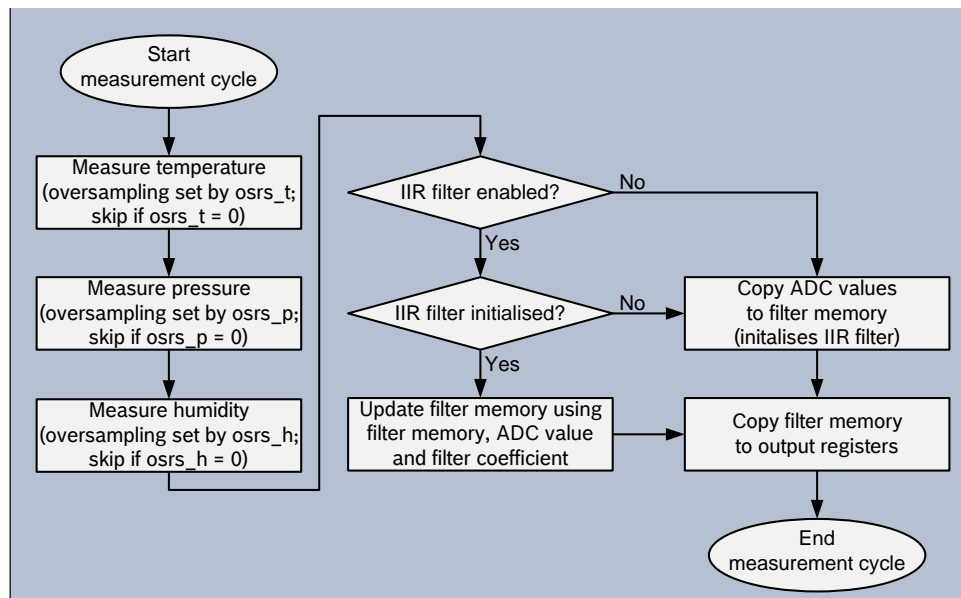 Start
measurement cycle
Measure temperature
(oversampling set by osrs_t;
skip if osrs_t = 0)
Measure pressure
(oversampling set by osrs_p;
skip if osrs_p = 0)
Measure humidity
(oversampling set by osrs_h;
skip if osrs_h = 0)
IIR filter enabled?
No
Yes
IIR filter initialised?
No
Yes
Update filter memory using
filter memory, ADC value
and filter coefficient
Copy ADC values
to filter memory
(initalises IIR filter)
Copy filter memory
to output registers
End
measurement cycle